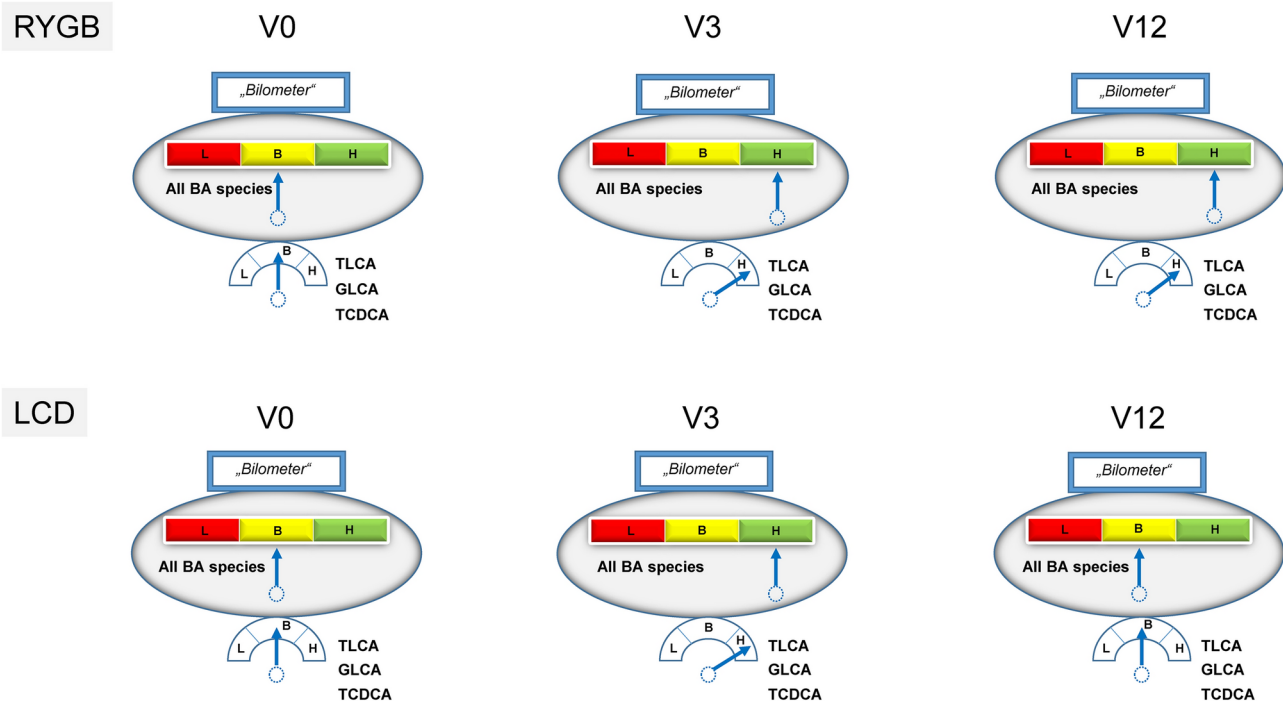 RYGB
V0
V3
V12
„Bilometer“
„Bilometer“
„Bilometer“
L B H
L B H
L B H
All BA species
All BA species
All BA species
L B H
L B H
L B H
TLCA
GLCA
TCDCA
TLCA
GLCA
TCDCA
TLCA
GLCA
TCDCA
LCD
V0
V3
V12
„Bilometer“
„Bilometer“
„Bilometer“
L B H
L B H
L B H
All BA species
All BA species
All BA species
L B H
L B H
L B H
TLCA
GLCA
TCDCA
TLCA
GLCA
TCDCA
TLCA
GLCA
TCDCA